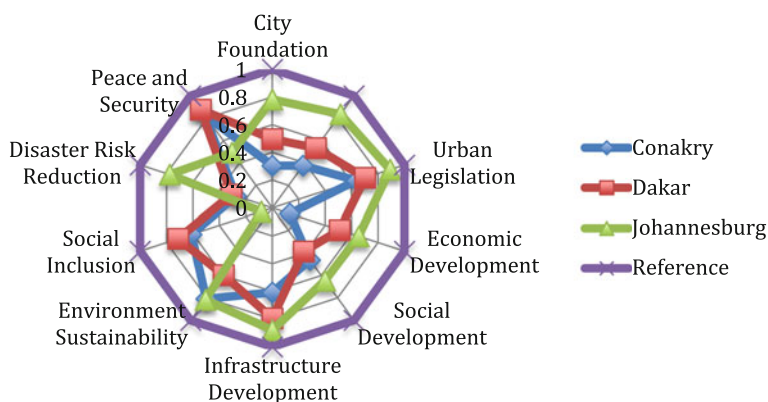 City
Foundation
1
0.8
0.6
0.4
0.2
0
Urban
Legislation
Economic
Development
Social
Development
Infrastructure
Development
Environment
Sustainability
Social
Inclusion
Disaster Risk
Reduction
Peace and
Security
Conakry
Dakar
Johannesburg
Reference